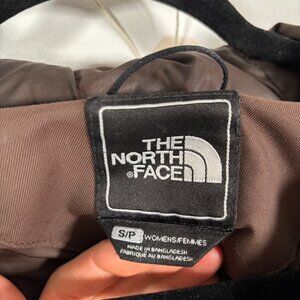 THE
NORTH
®FACE
S/P WOMENS/FEMMES
MADE IN BANGLADESH
FABRIQUÉ AU BANGLADESH